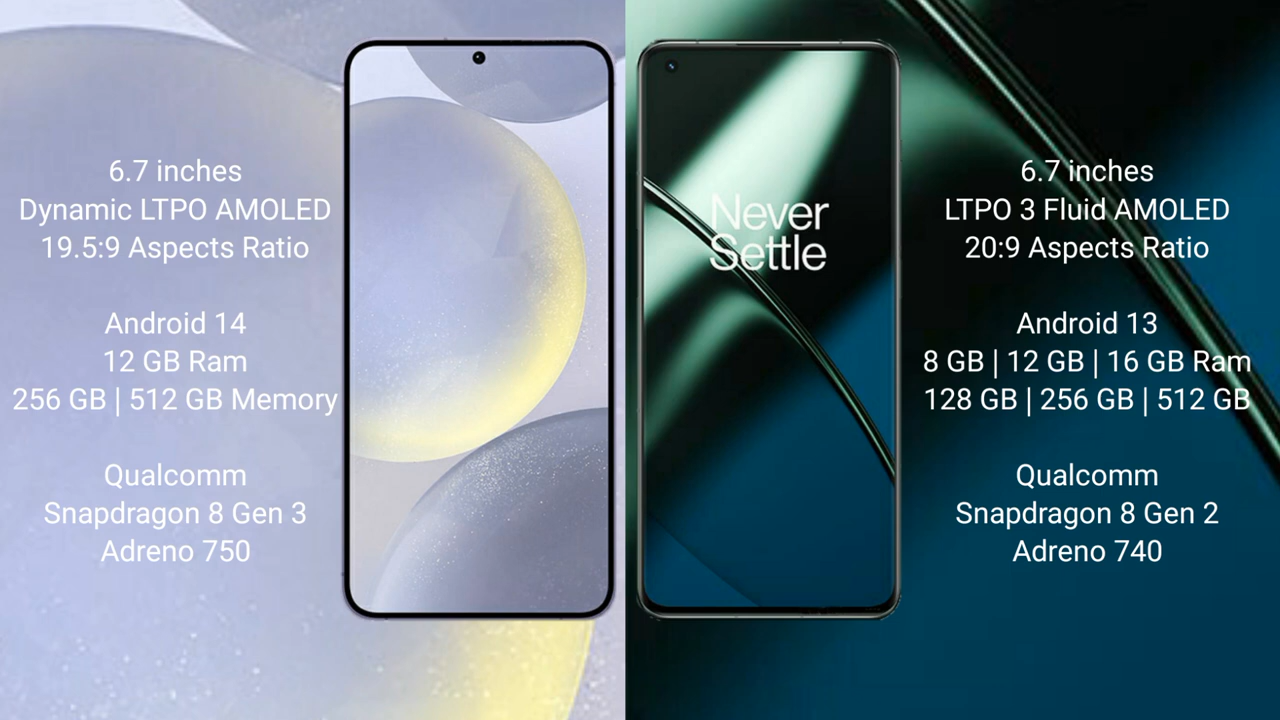 6.7 inches
Dynamic LTPO AMOLED
19.5:9 Aspects Ratio
Android 14
12 GB Ram
256 GB | 512 GB Memory
Qualcomm
Snapdragon 8 Gen 3
Adreno 750
Never
Settle
6.7 inches
LTPO 3 Fluid AMOLED
20:9 Aspects Ratio
Android 13
8 GB | 12 GB | 16 GB Ram
128 GB | 256 GB | 512 GB
Qualcomm
Snapdragon 8 Gen 2
Adreno 740